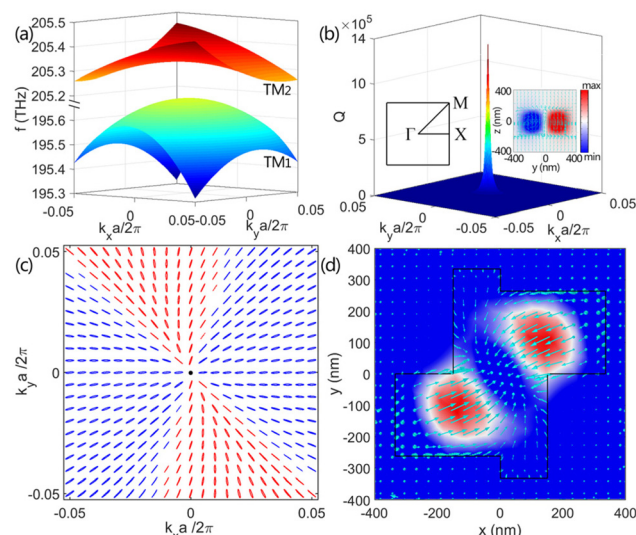 (a)
205.5
205.4
205.3
205.2
195.6
195.5
195.4
195.3
f (THz)
TM2
TM1
-0.05
0
0.05
-0.05
0
0.05
kxa/2π
kya/2π
(b)
14
×10⁵
10
5
0
Q
M
Γ
X
400
0
-400
z (nm)
-400
0
400
y (nm)
max
min
0.05
0
-0.05
-0.05
0
0.05
kya/2π
kxa/2π
(c)
0.05
0
-0.05
kya /2π
-0.05
0
0.05
a /2π
(d)
400
300
200
100
0
-100
-200
-300
-400
y (nm)
-400
-200
0
200
400
x (nm)